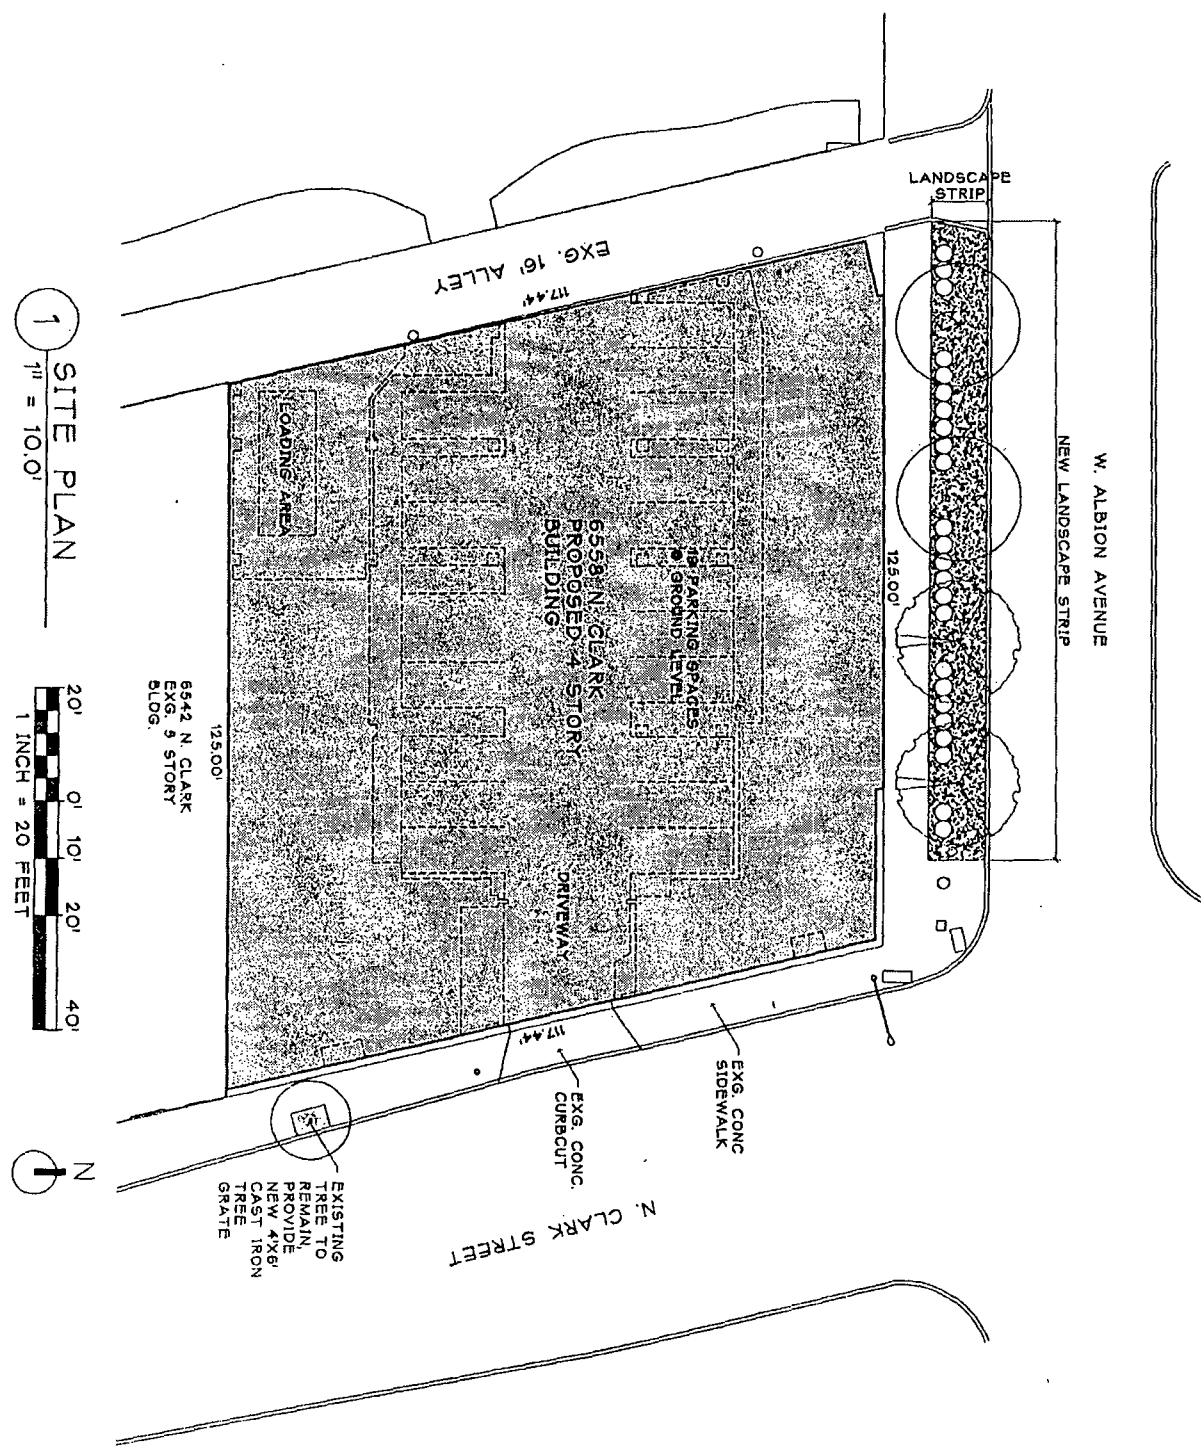 W. ALBION AVENUE
NEW LANDSCAPE STRIP
LANDSCAPE
STRIP
125.00'
EXG. 16' ALLEY
117.44'
19 PARKING SPACES
@ GROUND LEVEL
6558 N. CLARK
PROPOSED 4 STORY
BUILDING
DRIVEWAY
LOADING AREA
117.44'
EXG. CONC
SIDEWALK
EXG. CONC.
CURBCUT
N. CLARK STREET
EXISTING
TREE TO
REMAIN,
PROVIDE
NEW 4'X6'
CAST IRON
TREE
GRATE
125.00'
6542 N. CLARK
EXG. 5 STORY
BLDG.
1
SITE PLAN
1" = 10.0'
20' 0' 10' 20' 40'
1 INCH = 20 FEET
N